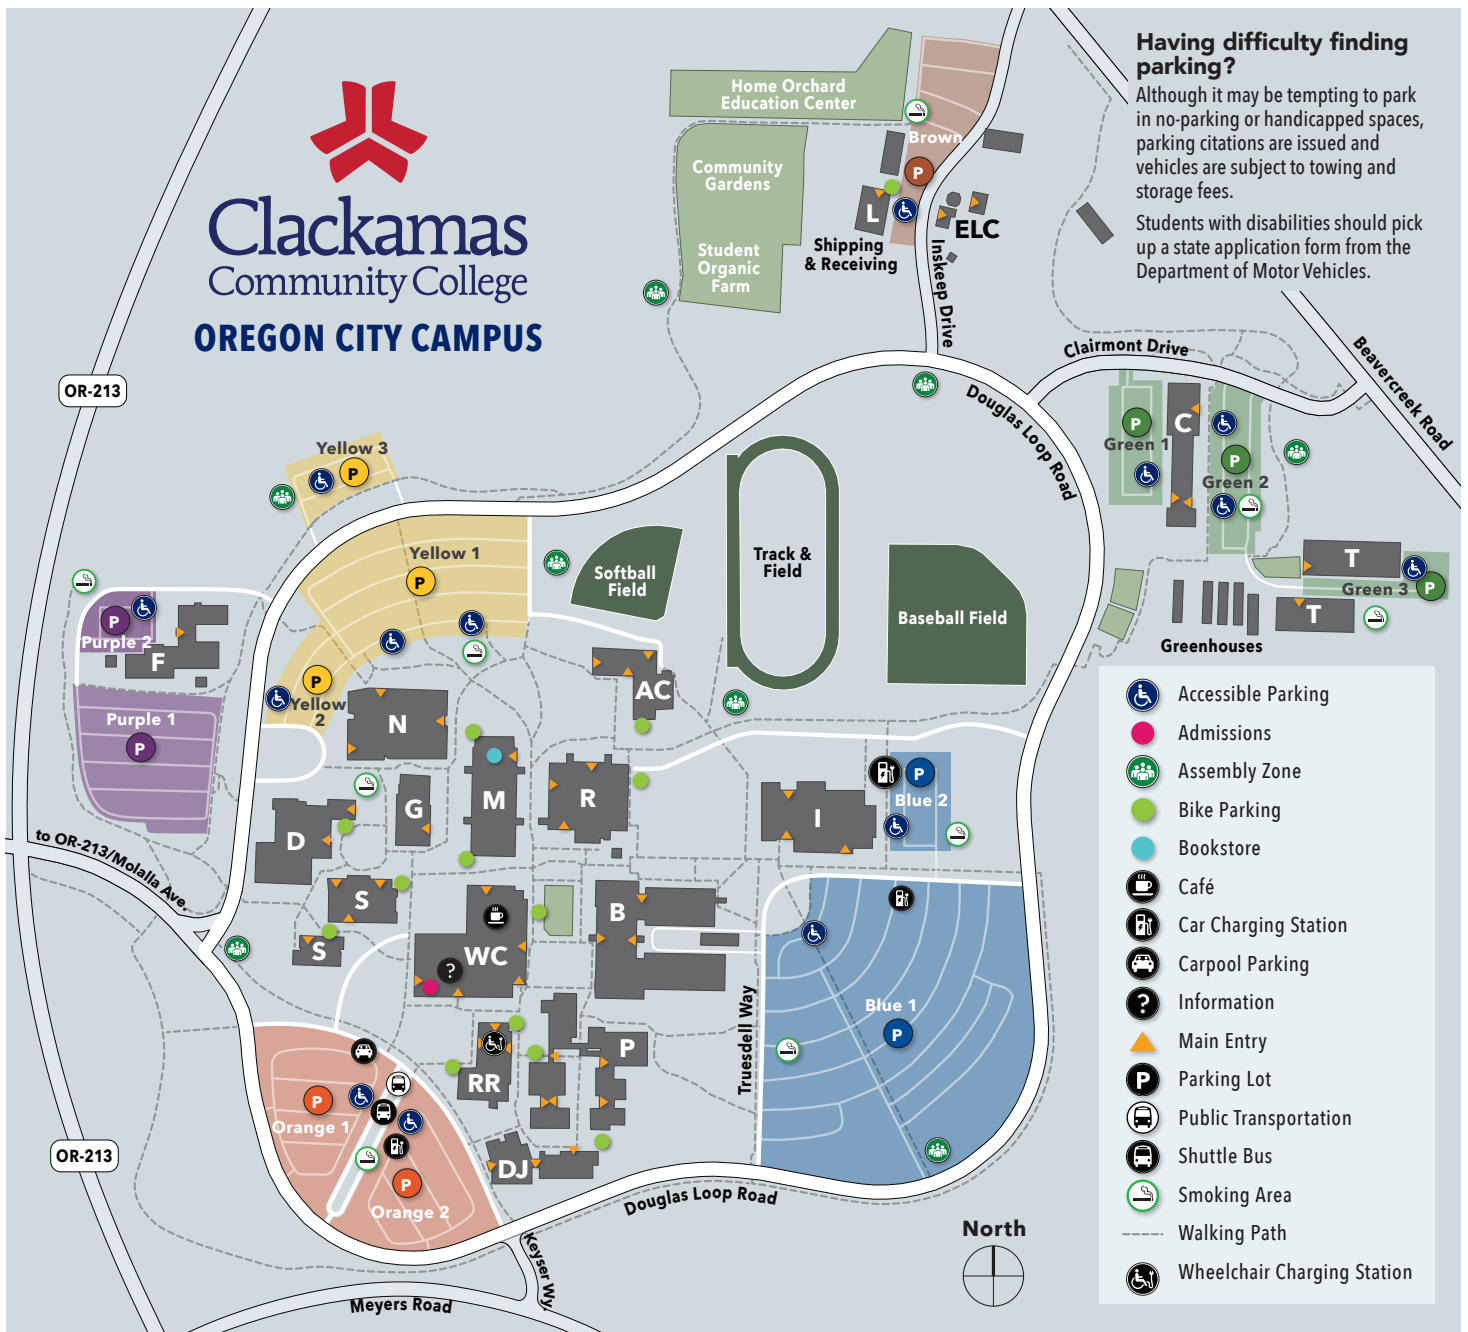 Having difficulty finding
parking?
Although it may be tempting to park
in no-parking or handicapped spaces,
parking citations are issued and
vehicles are subject to towing and
storage fees.
Students with disabilities should pick
up a state application form from the
Department of Motor Vehicles.
Clackamas
Community College
OREGON CITY CAMPUS
Home Orchard
Education Center
Community
Gardens
Student
Organic
Farm
Brown
P
L
Shipping
& Receiving
ELC
Inskeep Drive
Clairmont Drive
Beavercreek Road
Douglas Loop Road
OR-213
Yellow 3
P
Yellow 1
P
Yellow
2
P
Softball
Field
Track &
Field
Baseball Field
P
Green 1
C
P
Green 2
T
Green 3
P
T
Greenhouses
P
Purple 2
F
Purple 1
P
N
AC
M
R
G
D
I
P
Blue 2
S
S
B
WC
?
Blue 1
P
Truesdell Way
to OR-213/Molalla Ave.
P
RR
DJ
P
Orange 1
P
Orange 2
OR-213
Douglas Loop Road
Keyser Wy.
Meyers Road
North
Accessible Parking
Admissions
Assembly Zone
Bike Parking
Bookstore
Café
Car Charging Station
Carpool Parking
? Information
Main Entry
P Parking Lot
Public Transportation
Shuttle Bus
Smoking Area
Walking Path
Wheelchair Charging Station